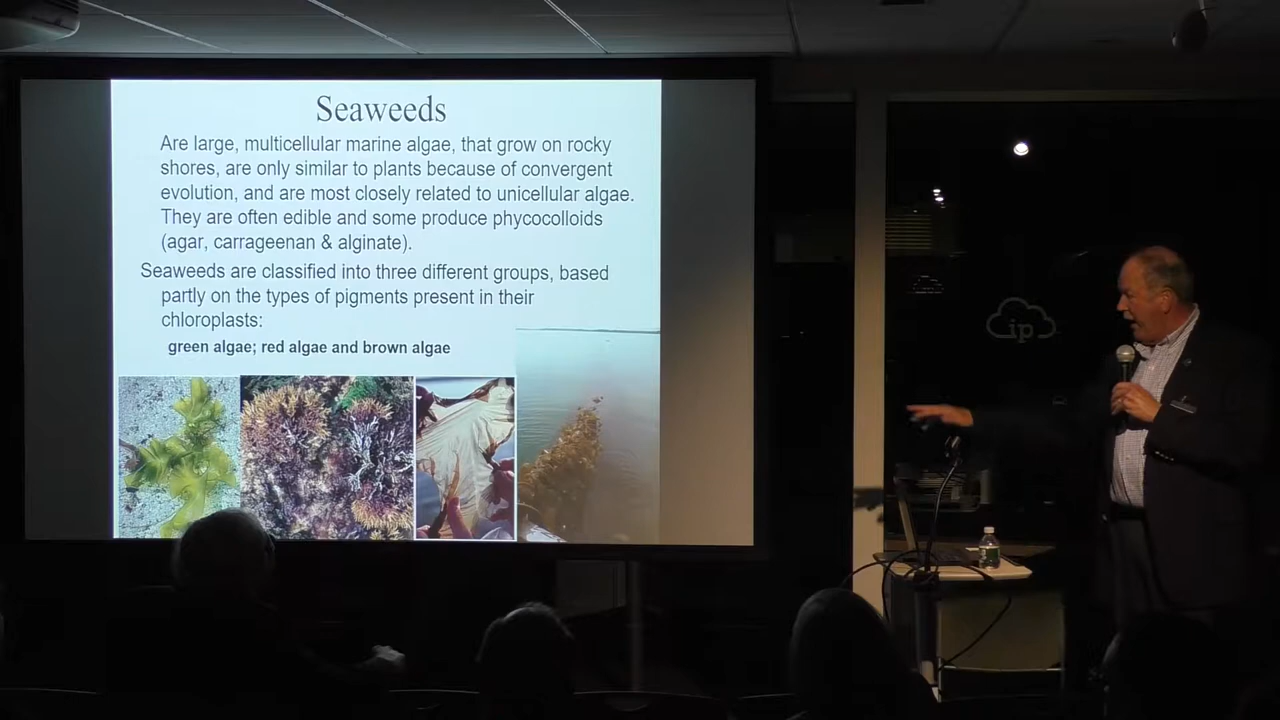 Seaweeds
Are large, multicellular marine algae, that grow on rocky
shores, are only similar to plants because of convergent
evolution, and are most closely related to unicellular algae.
They are often edible and some produce phycocolloids
(agar, carrageenan & alginate).
Seaweeds are classified into three different groups, based
partly on the types of pigments present in their
chloroplasts:
green algae; red algae and brown algae
ip